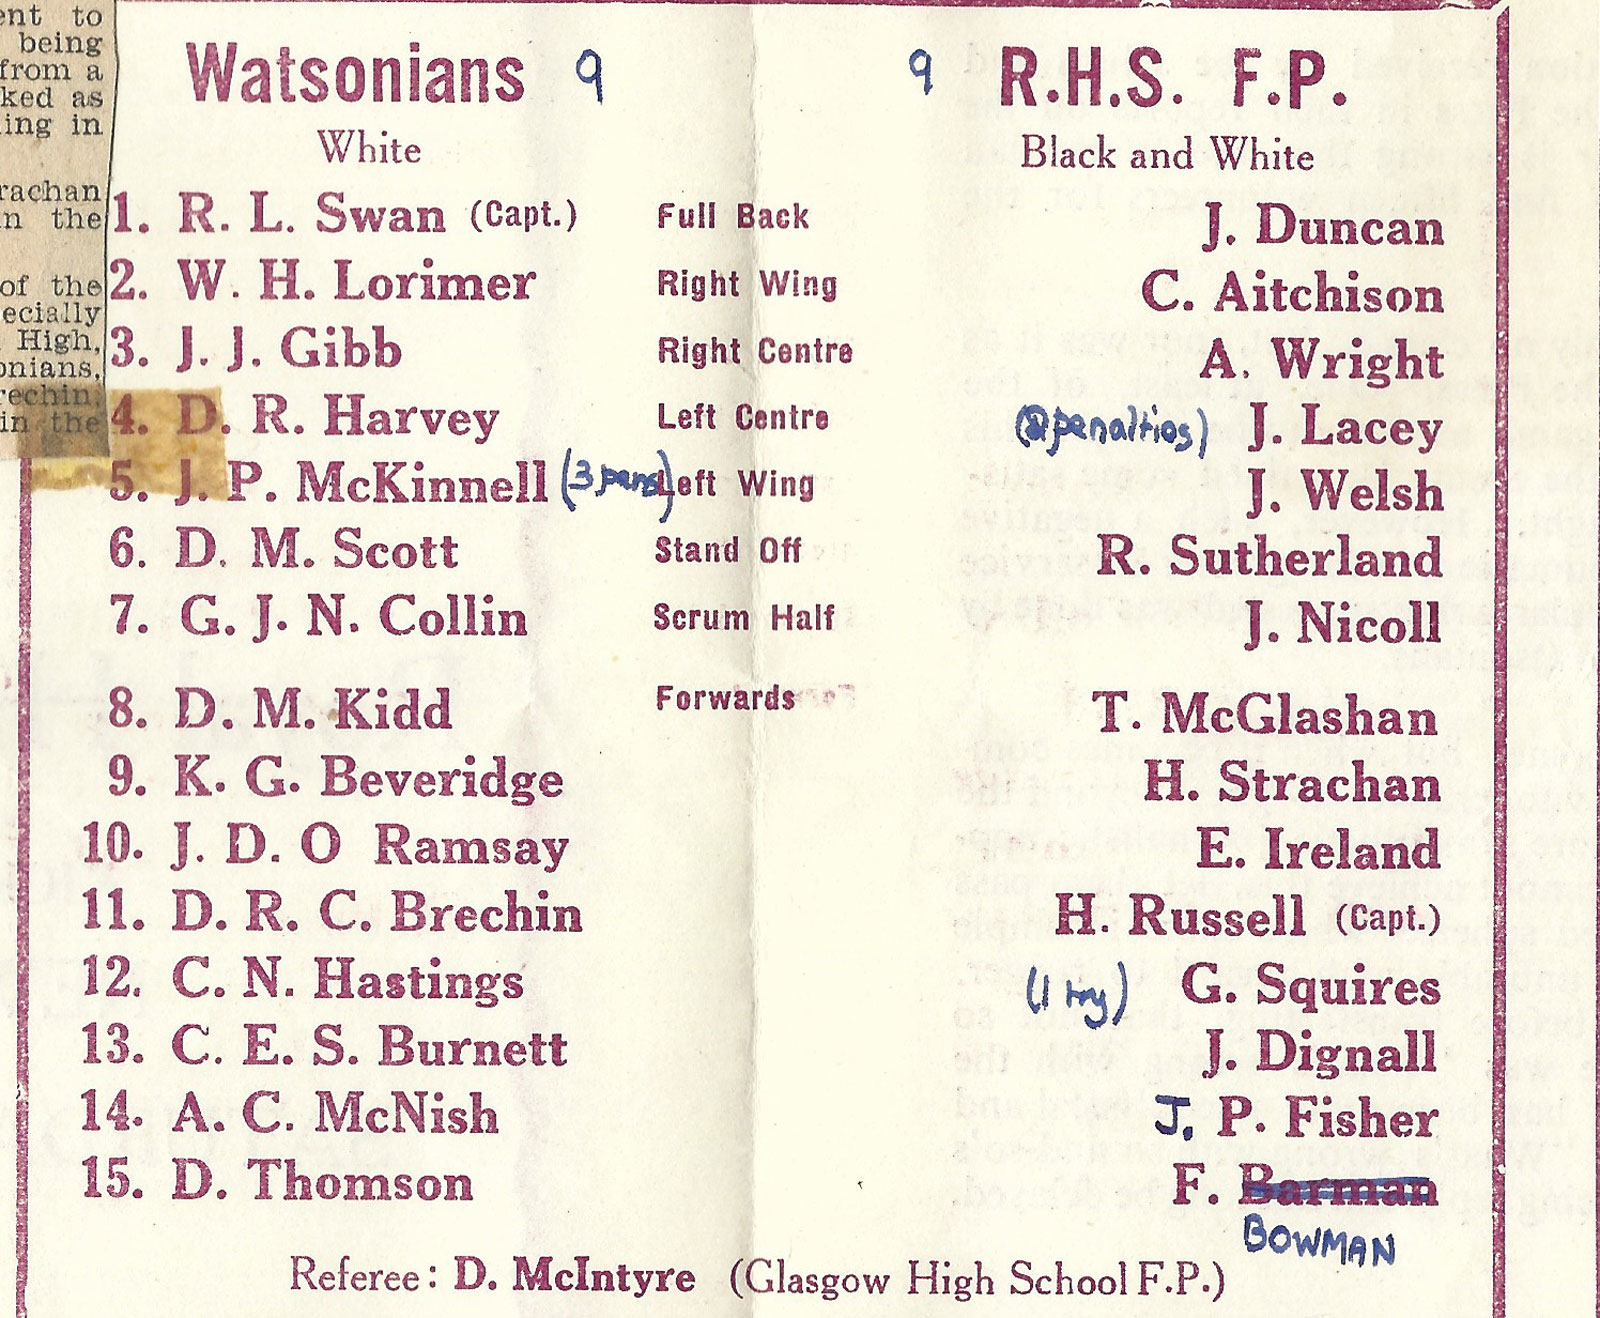 ent to
being
from a
ked as
ing in
rachan
n the
of the
ecially
High,
onians,
rechin,
in the
Watsonians 9 9 R.H.S. F.P.
White Black and White
1. R. L. Swan (Capt.) Full Back J. Duncan
2. W. H. Lorimer Right Wing C. Aitchison
3. J. J. Gibb Right Centre A. Wright
4. D. R. Harvey Left Centre (2 penalties) J. Lacey
5. J. P. McKinnell (3 pens) Left Wing J. Welsh
6. D. M. Scott Stand Off R. Sutherland
7. G. J. N. Collin Scrum Half J. Nicoll
8. D. M. Kidd Forwards T. McGlashan
9. K. G. Beveridge H. Strachan
10. J. D. O Ramsay E. Ireland
11. D. R. C. Brechin H. Russell (Capt.)
12. C. N. Hastings (1 try) G. Squires
13. C. E. S. Burnett J. Dignall
14. A. C. McNish J. P. Fisher
15. D. Thomson F. Barman
BOWMAN
Referee: D. McIntyre (Glasgow High School F.P.)